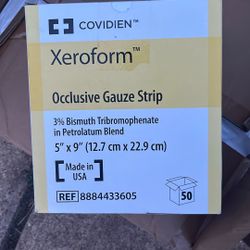 COVIDIEN™
Xeroform™
Occlusive Gauze Strip
3% Bismuth Tribromophenate
in Petrolatum Blend
5" x 9" (12.7 cm x 22.9 cm)
Made in
USA
REF 8884433605
50